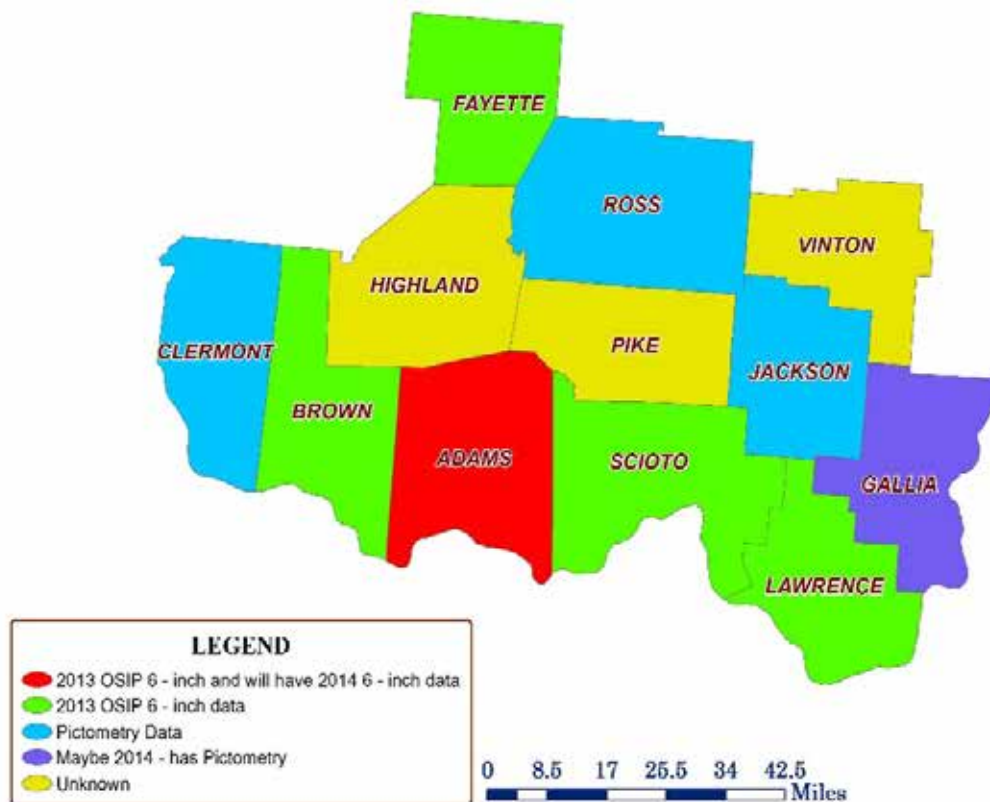 FAYETTE
ROSS
VINTON
HIGHLAND
PIKE
CLERMONT
JACKSON
BROWN
ADAMS
SCIOTO
GALLIA
LAWRENCE
LEGEND
2013 OSIP 6 - inch and will have 2014 6 - inch data
2013 OSIP 6 - inch data
Pictometry Data
Maybe 2014 - has Pictometry
Unknown
0 8.5 17 25.5 34 42.5
Miles